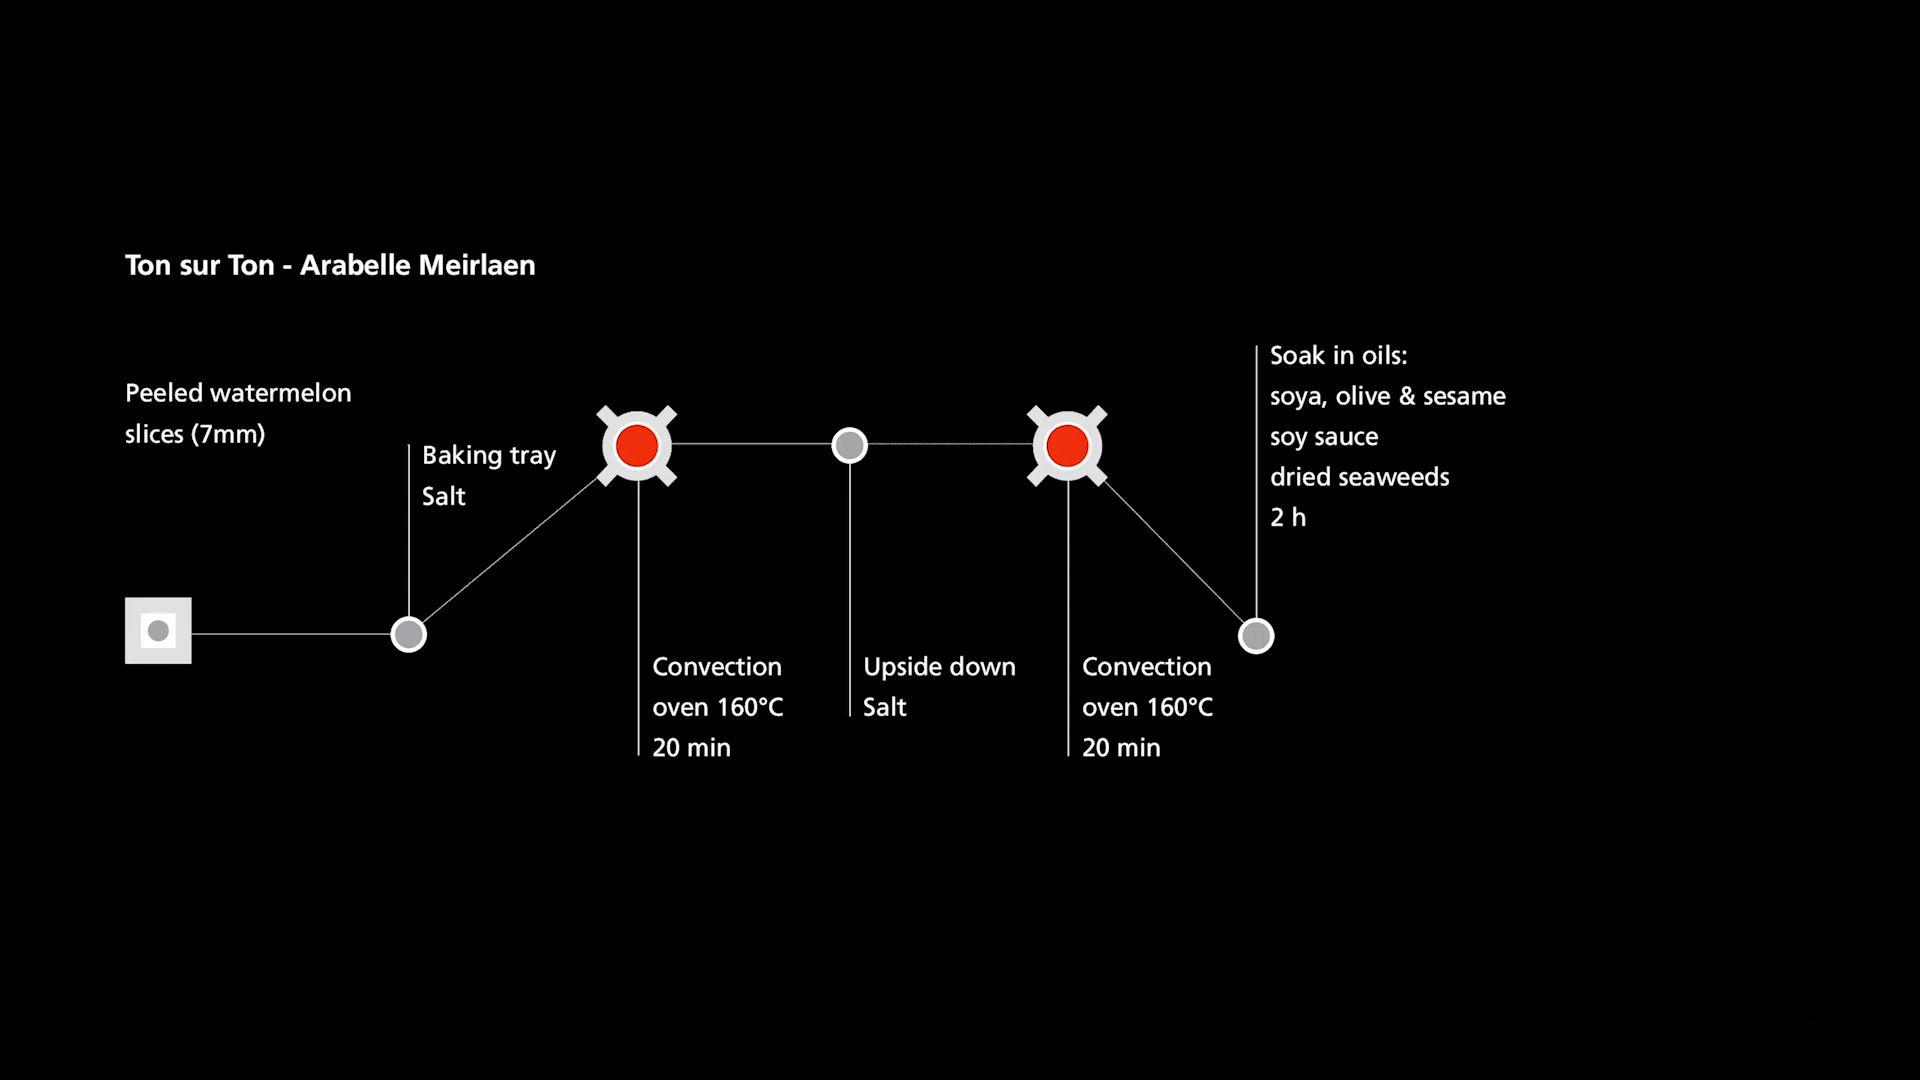 Ton sur Ton - Arabelle Meirlaen
Peeled watermelon
slices (7mm)
Baking tray
Salt
Convection
oven 160°C
20 min
Upside down
Salt
Convection
oven 160°C
20 min
Soak in oils:
soya, olive & sesame
soy sauce
dried seaweeds
2 h